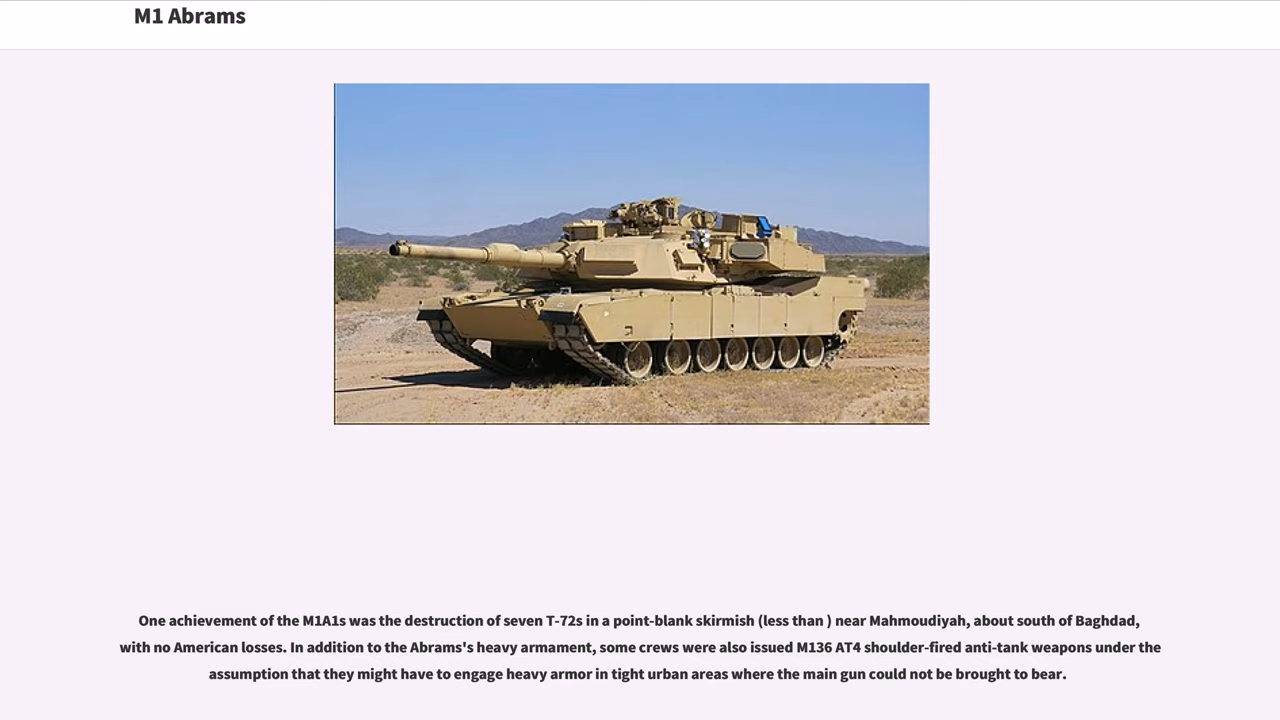 M1 Abrams
One achievement of the M1A1s was the destruction of seven T-72s in a point-blank skirmish (less than ) near Mahmoudiyah, about south of Baghdad,
with no American losses. In addition to the Abrams's heavy armament, some crews were also issued M136 AT4 shoulder-fired anti-tank weapons under the
assumption that they might have to engage heavy armor in tight urban areas where the main gun could not be brought to bear.